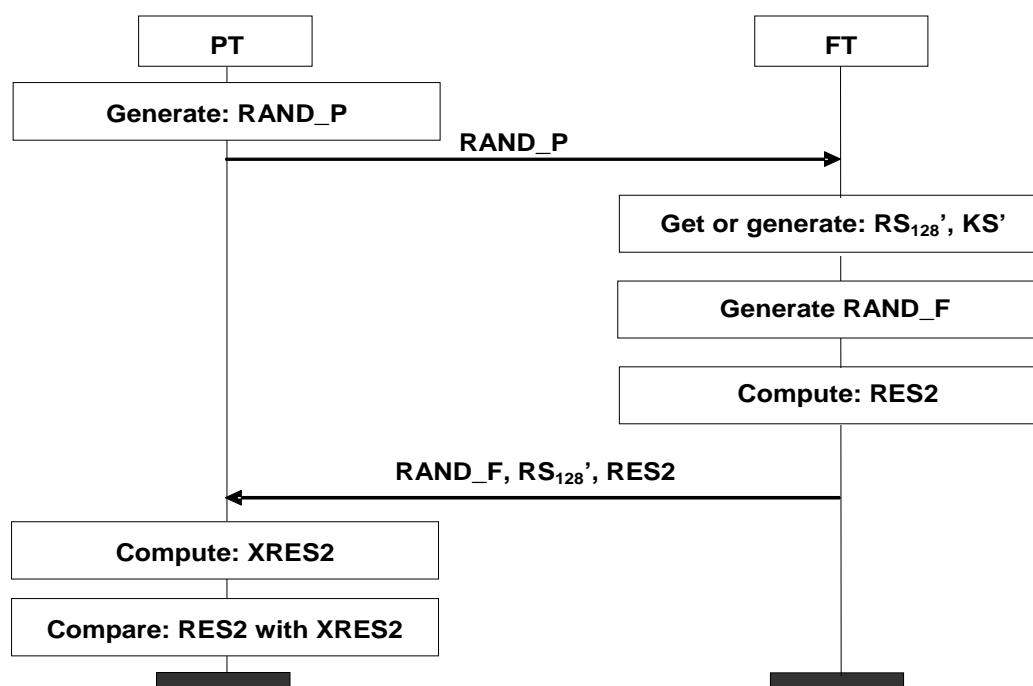 PT
FT
Generate: RAND_P
RAND_P
Get or generate: RS₁₂₈’, KS’
Generate RAND_F
Compute: RES2
RAND_F, RS₁₂₈’, RES2
Compute: XRES2
Compare: RES2 with XRES2